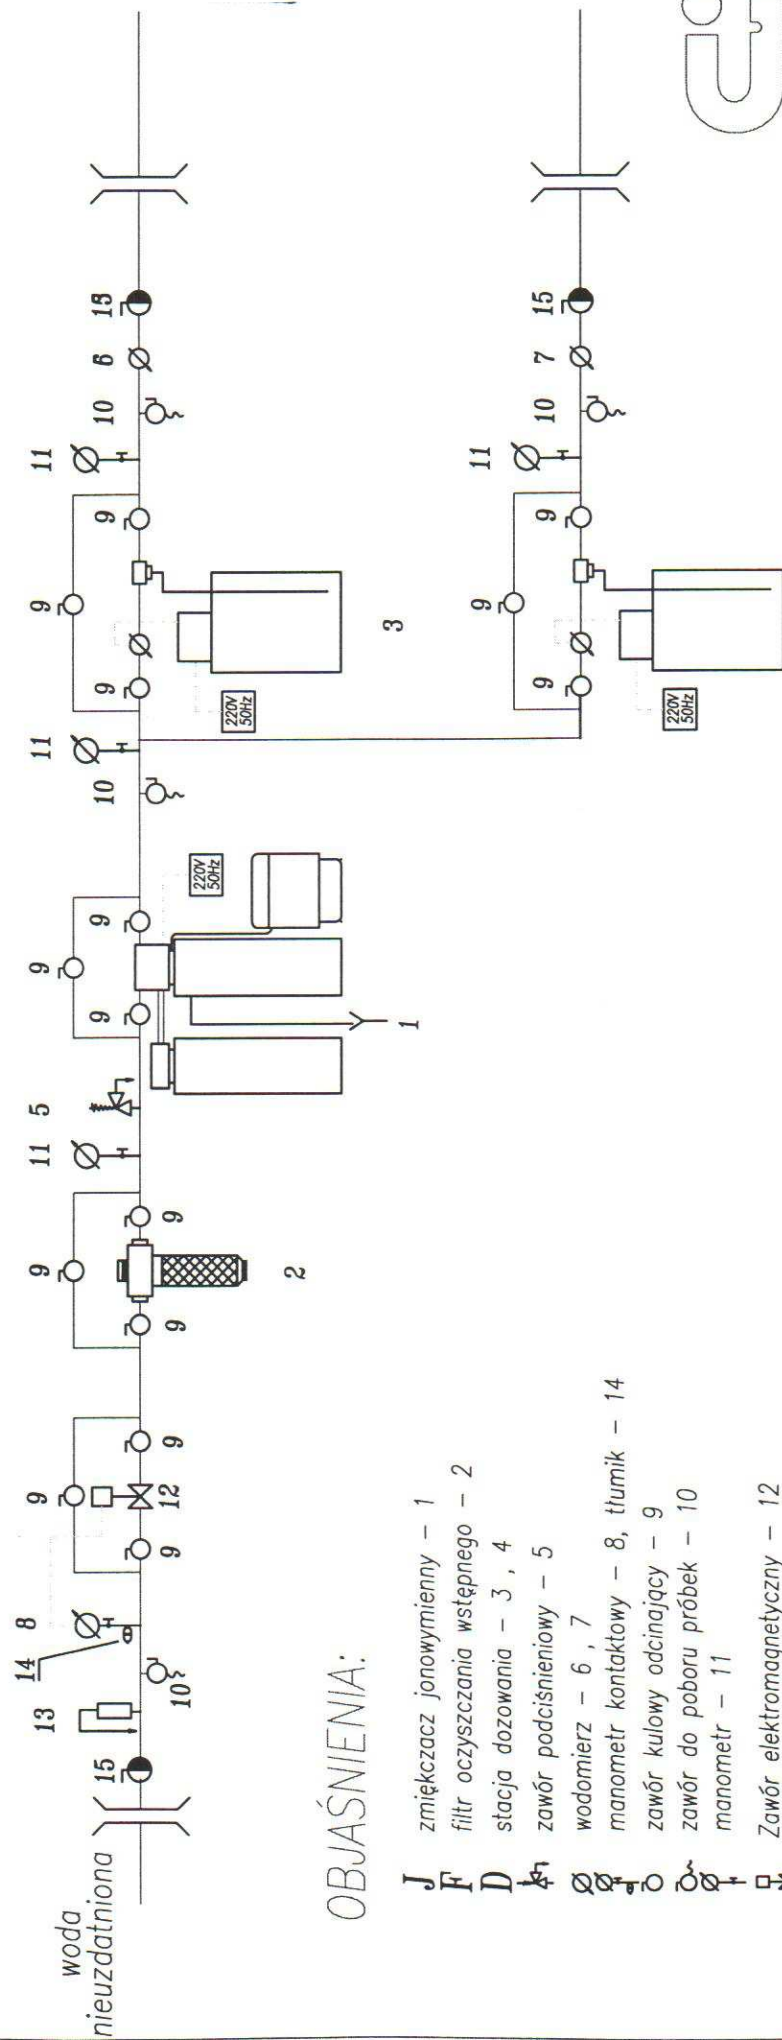 woda
nieuzdatniona
13 14 8 9 9 11 5 9 11 9 11
15 9 9 10 9 9 10 6
10 9 12 9 9 9
220V
50Hz
220V
50Hz
2
1
3
11
9
9 9 10 7 15
220V
50Hz
OBJAŚNIENIA:
J zmiękczacz jonowymienny – 1
F filtr oczyszczania wstępnego – 2
D stacja dozowania – 3 , 4
zawór podciśnieniowy – 5
wodomierz – 6 , 7
manometr kontaktowy – 8, tłumik – 14
zawór kulowy odcinający – 9
zawór do poboru próbek – 10
manometr – 11
Zawór elektromagnetyczny – 12